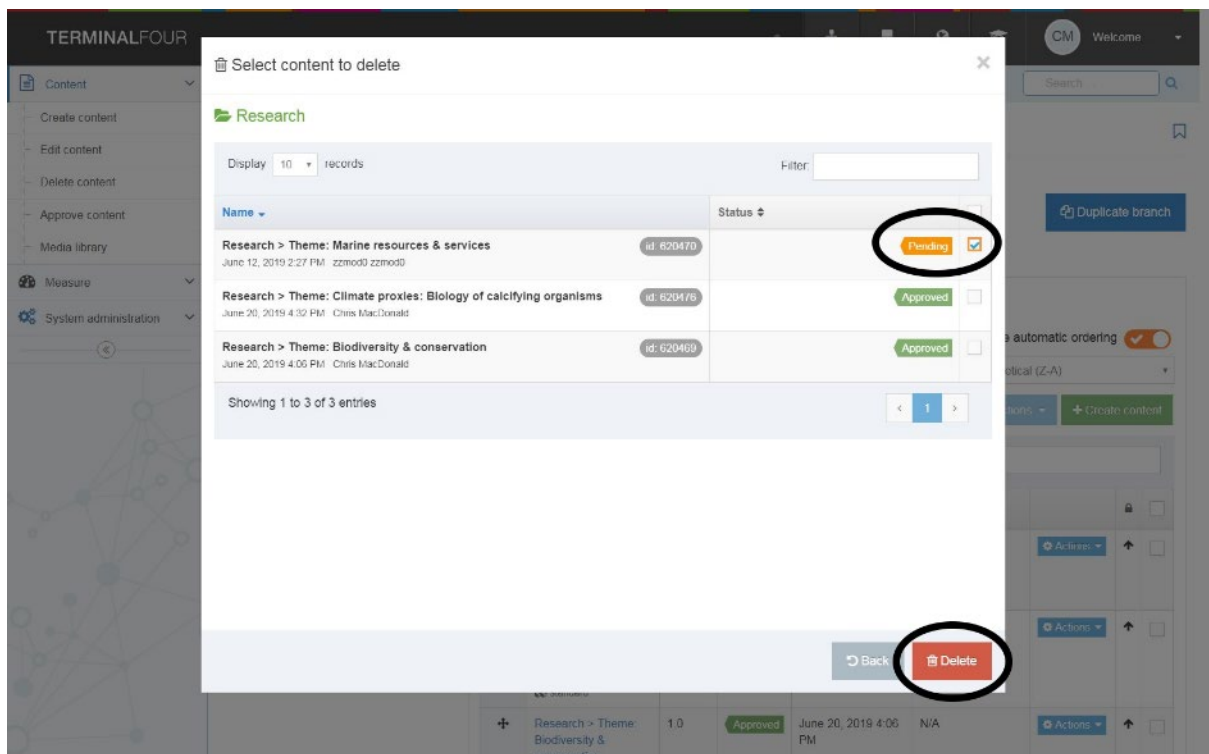 TERMINALFOUR
CM Welcome
Select content to delete
Content
Search
Create content
Research
Edit content
Display 10 records
Filter:
Delete content
Name
Status
Approve content
Duplicate branch
Media library
Research > Theme: Marine resources & services
id: 620470
Pending
June 12, 2019 2:27 PM zzmod0 zzmod0
Measure
Research > Theme: Climate proxies: Biology of calcifying organisms
id: 620476
Approved
June 20, 2019 4:32 PM Chris MacDonald
System administration
automatic ordering
Research > Theme: Biodiversity & conservation
id: 620469
Approved
June 20, 2019 4:06 PM Chris MacDonald
(Z-A)
Showing 1 to 3 of 3 entries
1
Create content
Actions
Actions
Back
Delete
Research > Theme:
1.0
Approved
June 20, 2019 4:06
N/A
Actions
Biodiversity &
PM